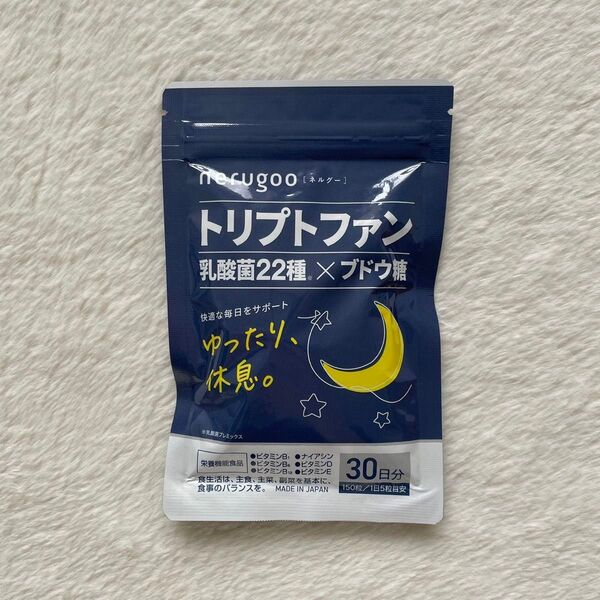 nerugoo [ネルグー]
トリプトファン
乳酸菌22種※×ブドウ糖
快適な毎日をサポート
ゆったり、
休息。
※乳酸菌プレミックス
栄養機能食品
●ビタミンB1 ●ナイアシン
●ビタミンB6 ●ビタミンD
●ビタミンB12 ●ビタミンE
30日分
150粒/1日5粒目安
食生活は、主食、主菜、副菜を基本に、
食事のバランスを。 MADE IN JAPAN